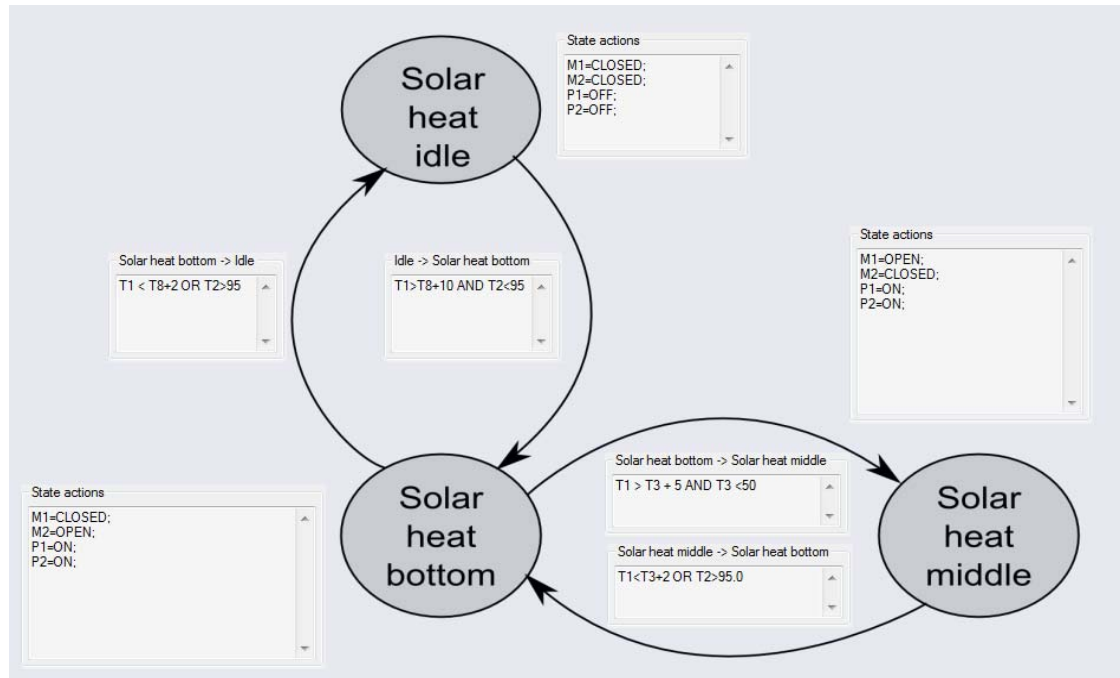 Solar
heat
idle
State actions
M1=CLOSED;
M2=CLOSED;
P1=OFF;
P2=OFF;
Solar heat bottom -> Idle
T1 < T8+2 OR T2>95
Idle -> Solar heat bottom
T1>T8+10 AND T2<95
State actions
M1=OPEN;
M2=CLOSED;
P1=ON;
P2=ON;
State actions
M1=CLOSED;
M2=OPEN;
P1=ON;
P2=ON;
Solar
heat
bottom
Solar heat bottom -> Solar heat middle
T1 > T3 + 5 AND T3 <50
Solar heat middle -> Solar heat bottom
T1<T3+2 OR T2>95.0
Solar
heat
middle